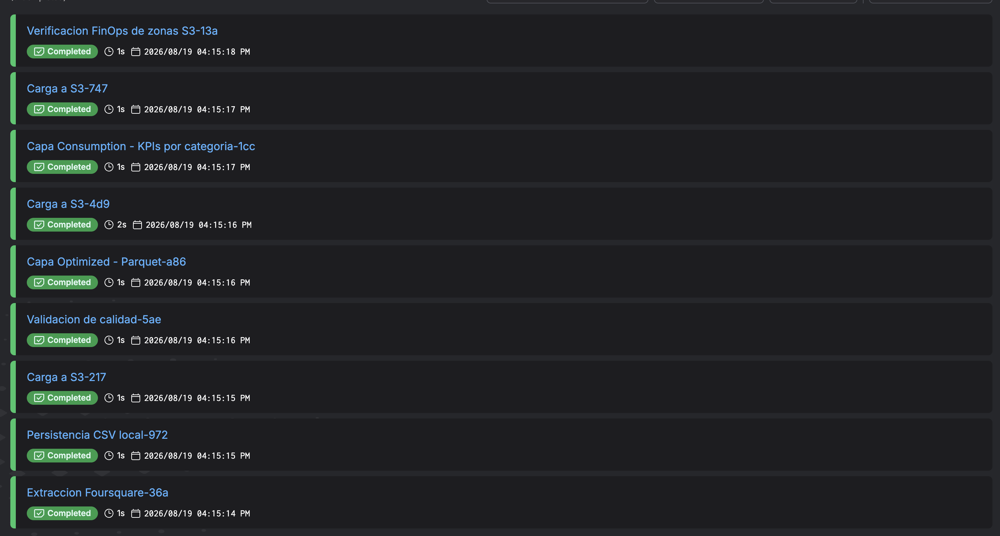 Verificacion FinOps de zonas S3-13a
Completed 1s 2026/08/19 04:15:18 PM
Carga a S3-747
Completed 1s 2026/08/19 04:15:17 PM
Capa Consumption - KPIs por categoria-1cc
Completed 1s 2026/08/19 04:15:17 PM
Carga a S3-4d9
Completed 2s 2026/08/19 04:15:16 PM
Capa Optimized - Parquet-a86
Completed 1s 2026/08/19 04:15:16 PM
Validacion de calidad-5ae
Completed 1s 2026/08/19 04:15:16 PM
Carga a S3-217
Completed 1s 2026/08/19 04:15:15 PM
Persistencia CSV local-972
Completed 1s 2026/08/19 04:15:15 PM
Extraccion Foursquare-36a
Completed 1s 2026/08/19 04:15:14 PM